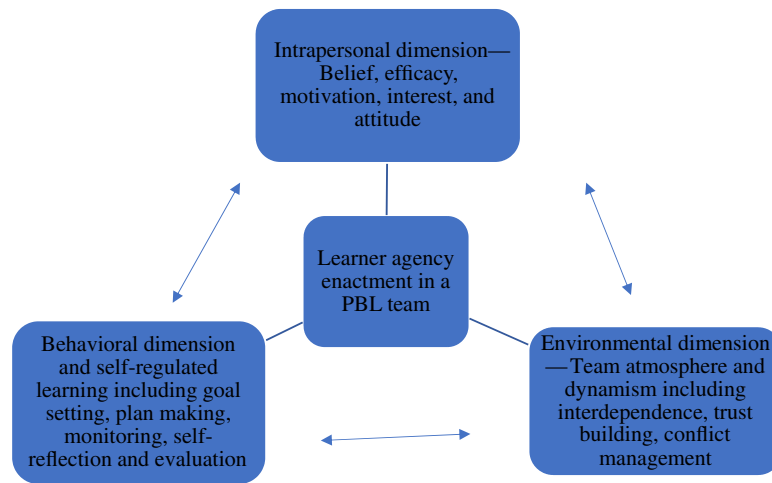 Intrapersonal dimension—
Belief, efficacy,
motivation, interest, and
attitude
Learner agency
enactment in a
PBL team
Behavioral dimension
and self-regulated
learning including goal
setting, plan making,
monitoring, self-
reflection and evaluation
Environmental dimension
—Team atmosphere and
dynamism including
interdependence, trust
building, conflict
management